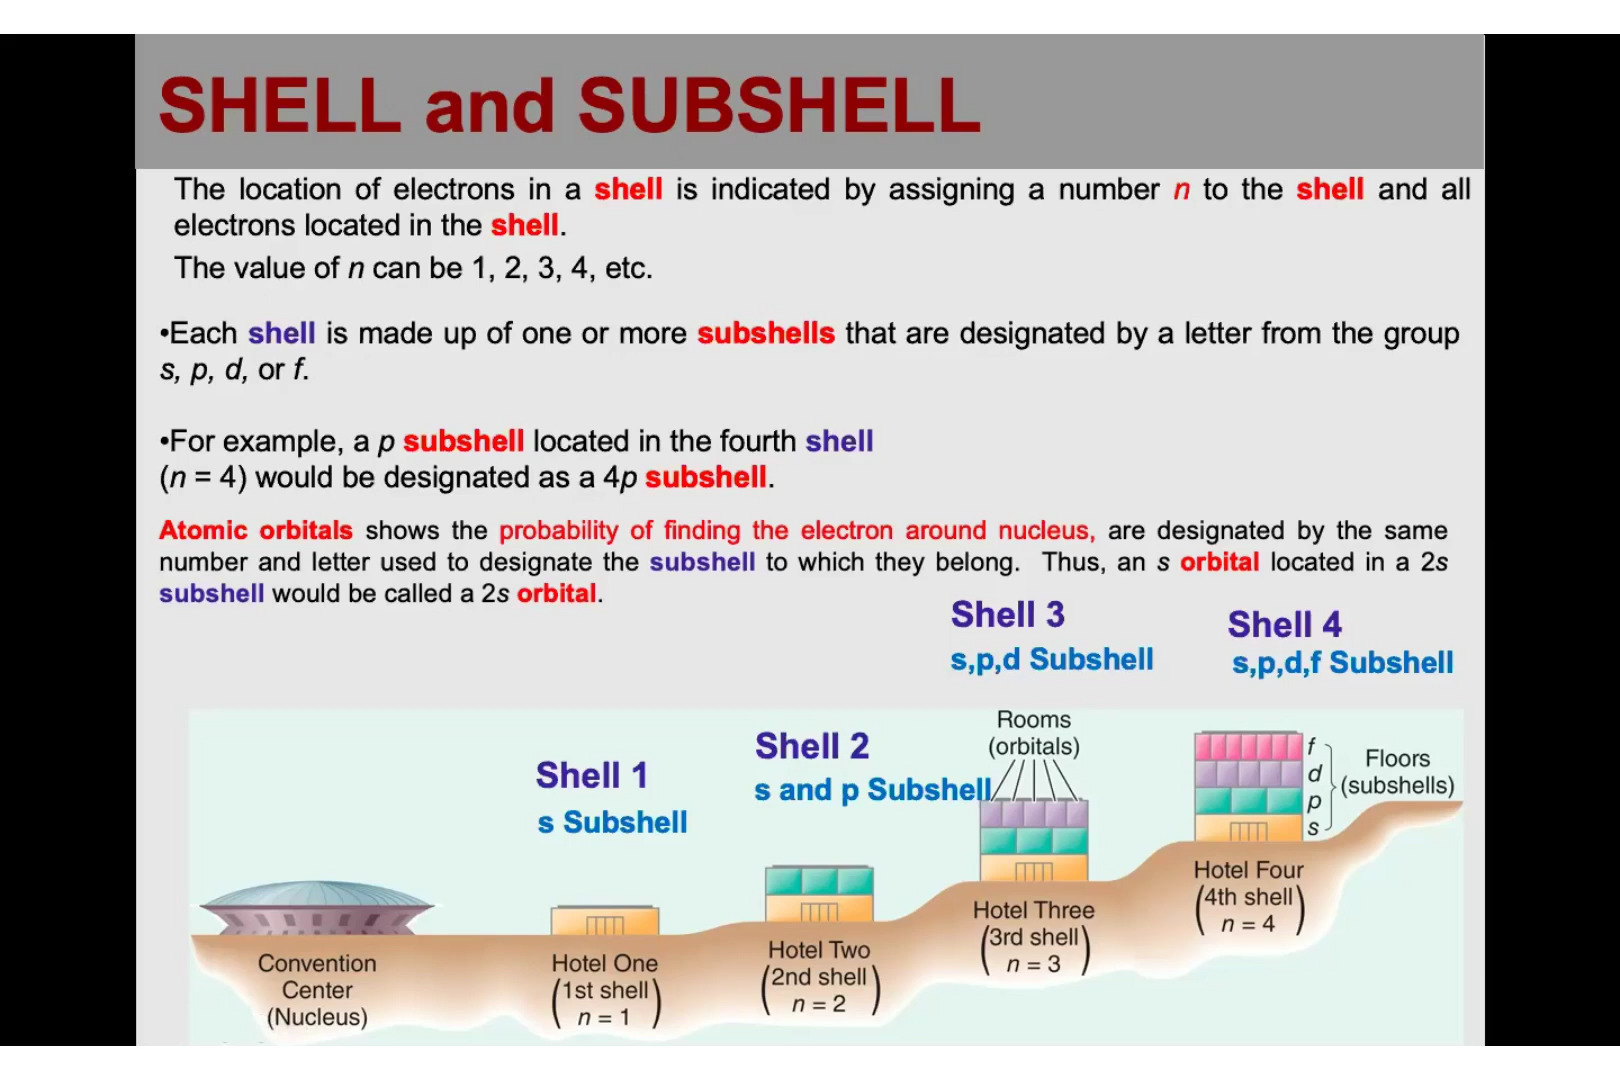 SHELL and SUBSHELL
The location of electrons in a shell is indicated by assigning a number n to the shell and all
electrons located in the shell.
The value of n can be 1, 2, 3, 4, etc.
•Each shell is made up of one or more subshells that are designated by a letter from the group
s, p, d, or f.
•For example, a p subshell located in the fourth shell
(n = 4) would be designated as a 4p subshell.
Atomic orbitals shows the probability of finding the electron around nucleus, are designated by the same
number and letter used to designate the subshell to which they belong. Thus, an s orbital located in a 2s
subshell would be called a 2s orbital.
Shell 3
s,p,d Subshell
Shell 4
s,p,d,f Subshell
Shell 1
s Subshell
Shell 2
s and p Subshell
Rooms
(orbitals)
f
d
p
s
Floors
(subshells)
Convention
Center
(Nucleus)
Hotel One
(1st shell
n = 1)
Hotel Two
(2nd shell
n = 2)
Hotel Three
(3rd shell
n = 3)
Hotel Four
(4th shell
n = 4)